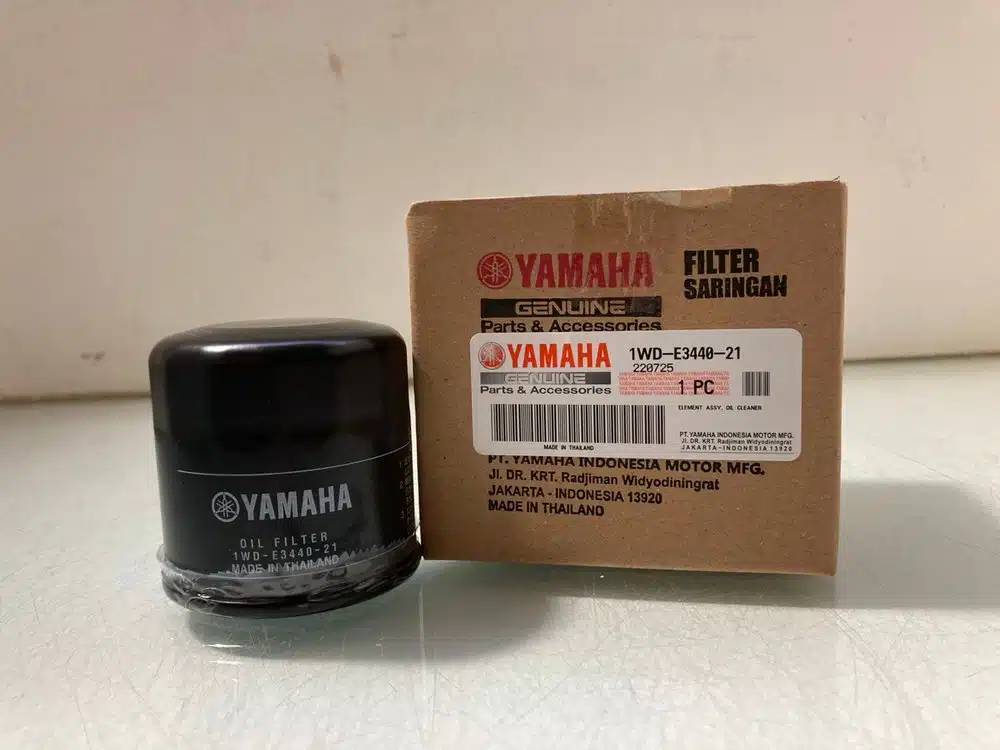 YAMAHA
OIL FILTER
1WD-E3440-21
MADE IN THAILAND
YAMAHA
GENUINE
Parts & Accessories
FILTER
SARINGAN
YAMAHA
GENUINE
Parts & Accessories
1WD-E3440-21
220725
1 PC
ELEMENT ASSY, OIL CLEANER
MADE IN THAILAND
PT. YAMAHA INDONESIA MOTOR MFG.
Jl. DR. KRT. Radjiman Widyodiningrat
JAKARTA - INDONESIA 13920
PT. YAMAHA INDONESIA MOTOR MFG.
Jl. DR. KRT. Radjiman Widyodiningrat
JAKARTA - INDONESIA 13920
MADE IN THAILAND